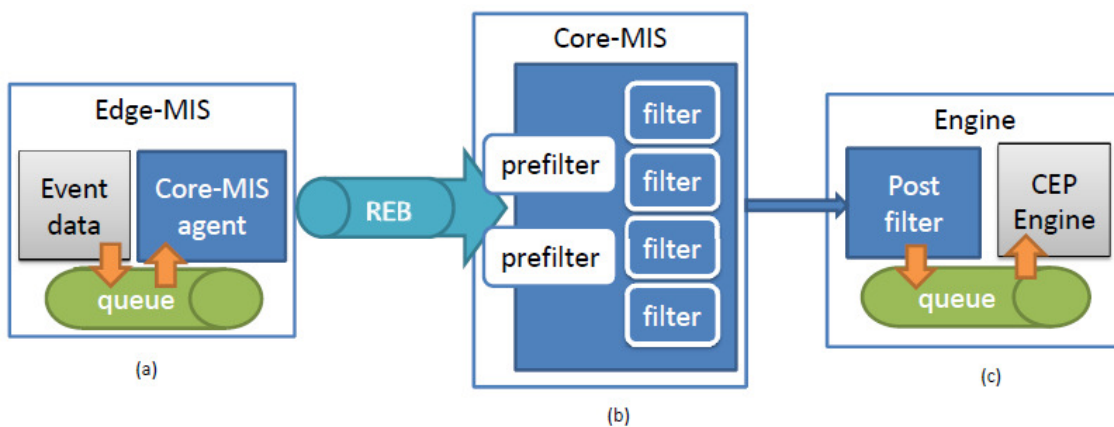 Edge-MIS
Event
data
Core-MIS
agent
queue
(a)
REB
Core-MIS
prefilter
prefilter
filter
filter
filter
filter
(b)
Engine
Post
filter
CEP
Engine
queue
(c)